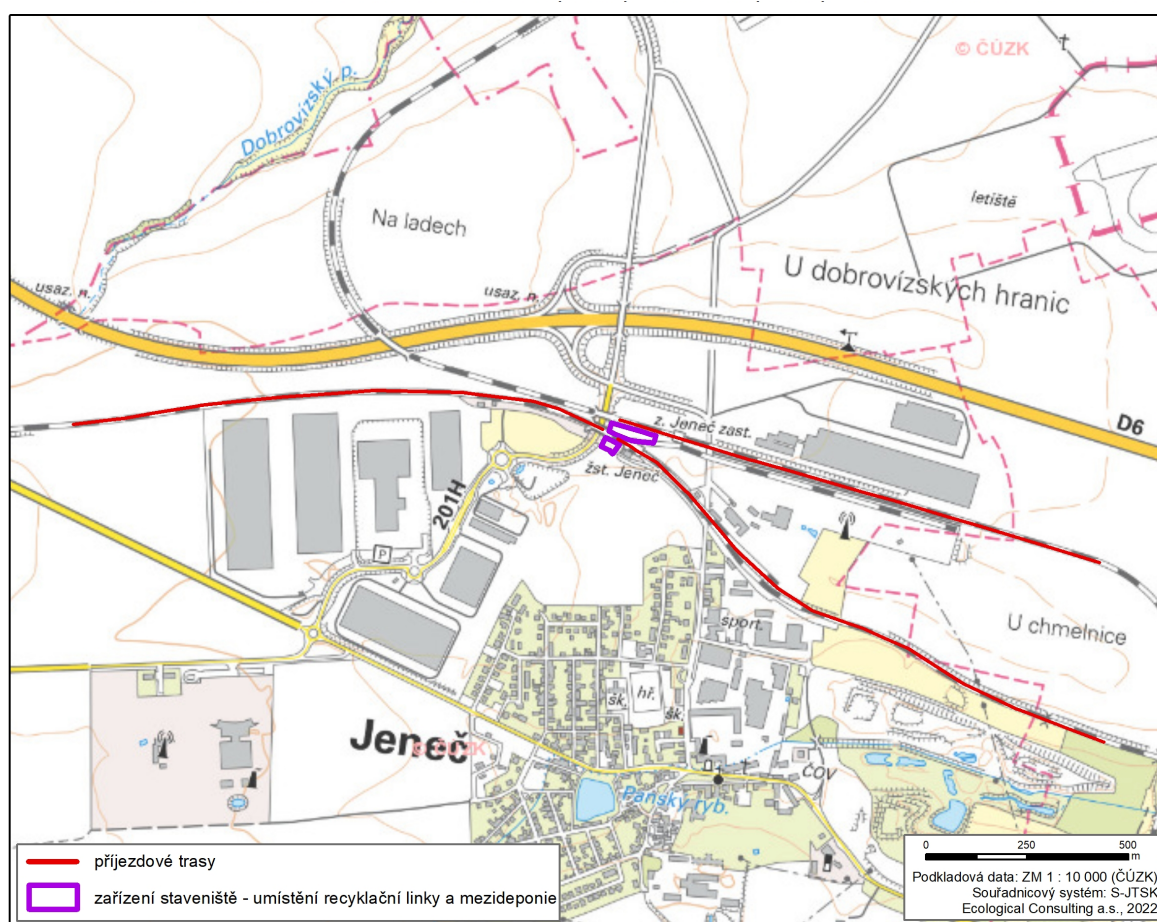 © ČÚZK
Dobrovízský p.
letiště
Na ladech
U dobrovízských hranic
usaz. n.
usaz. n.
D6
z. Jeneč zast.
žst. Jeneč
201H
P
U chmelnice
sport.
hř.
šk.
šk.
Jeneč
© ČÚZK
ČOV
Panský ryb.
příjezdové trasy
zařízení staveniště - umístění recyklační linky a mezideponie
0 250 500
m
Podkladová data: ZM 1 : 10 000 (ČÚZK)
Souřadnicový systém: S-JTSK
Ecological Consulting a.s., 2022